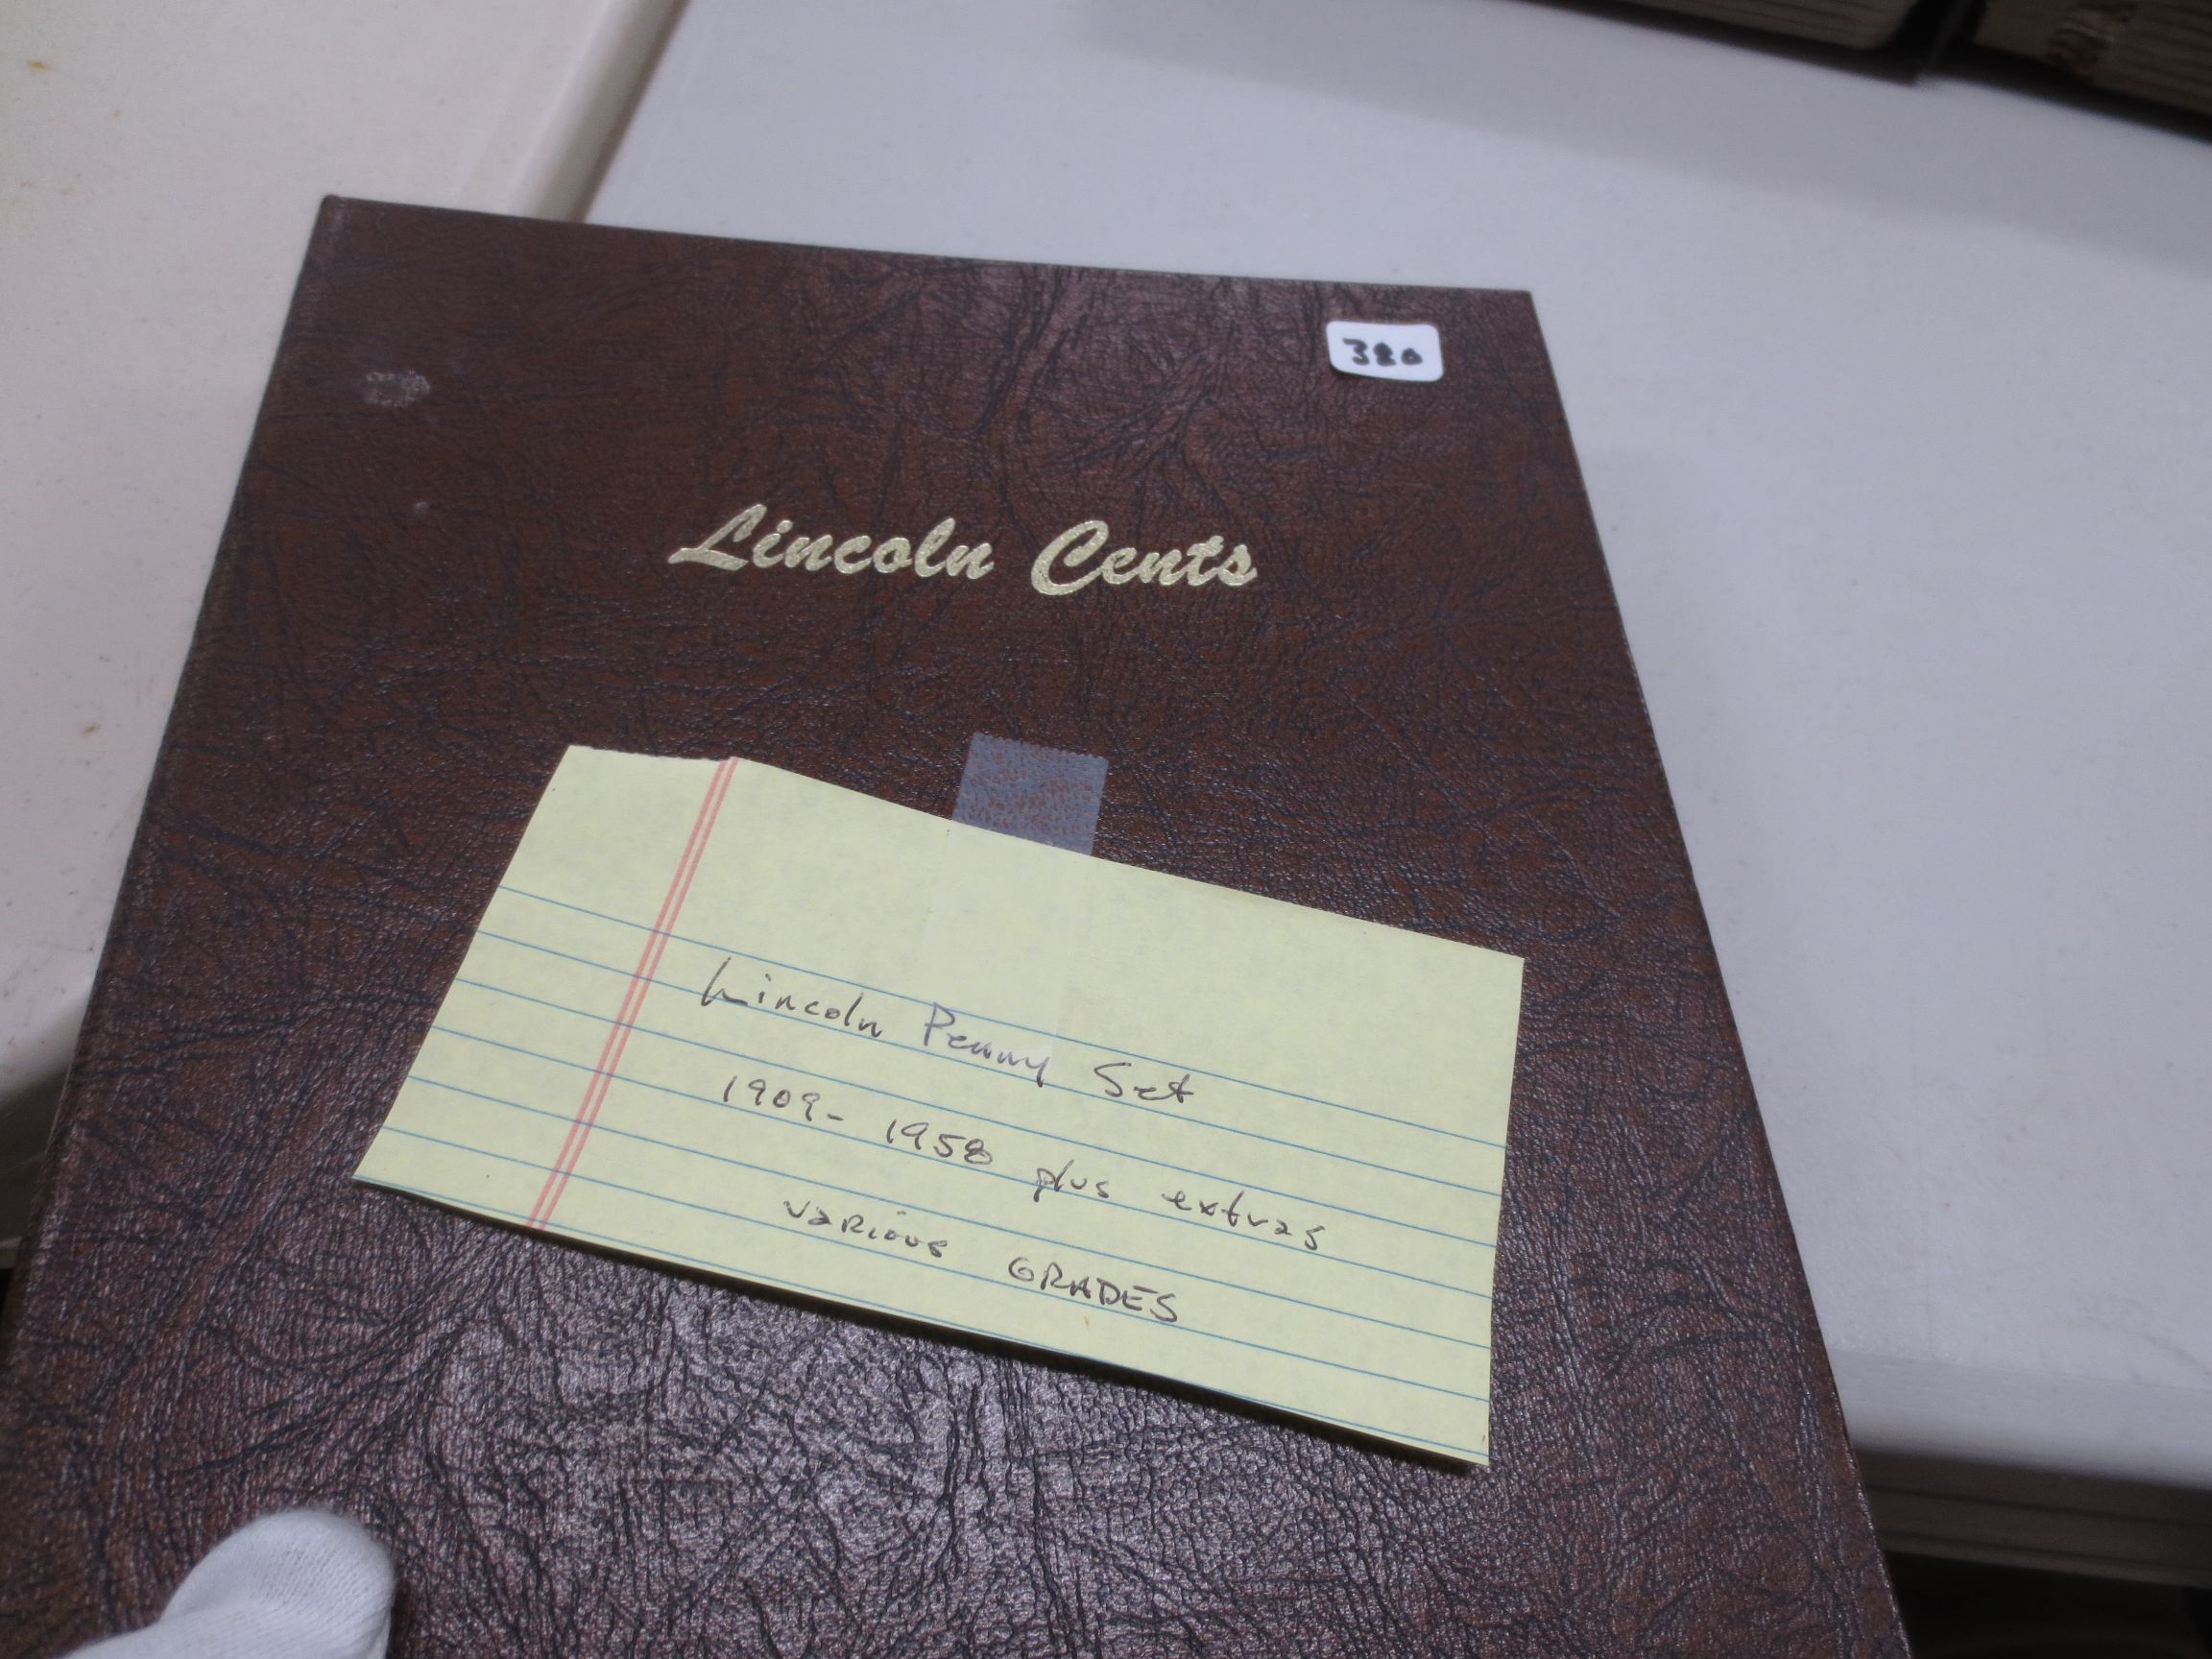 380
Lincoln Cents
Lincoln Penny Set
1909-1958 plus extras
various GRADES